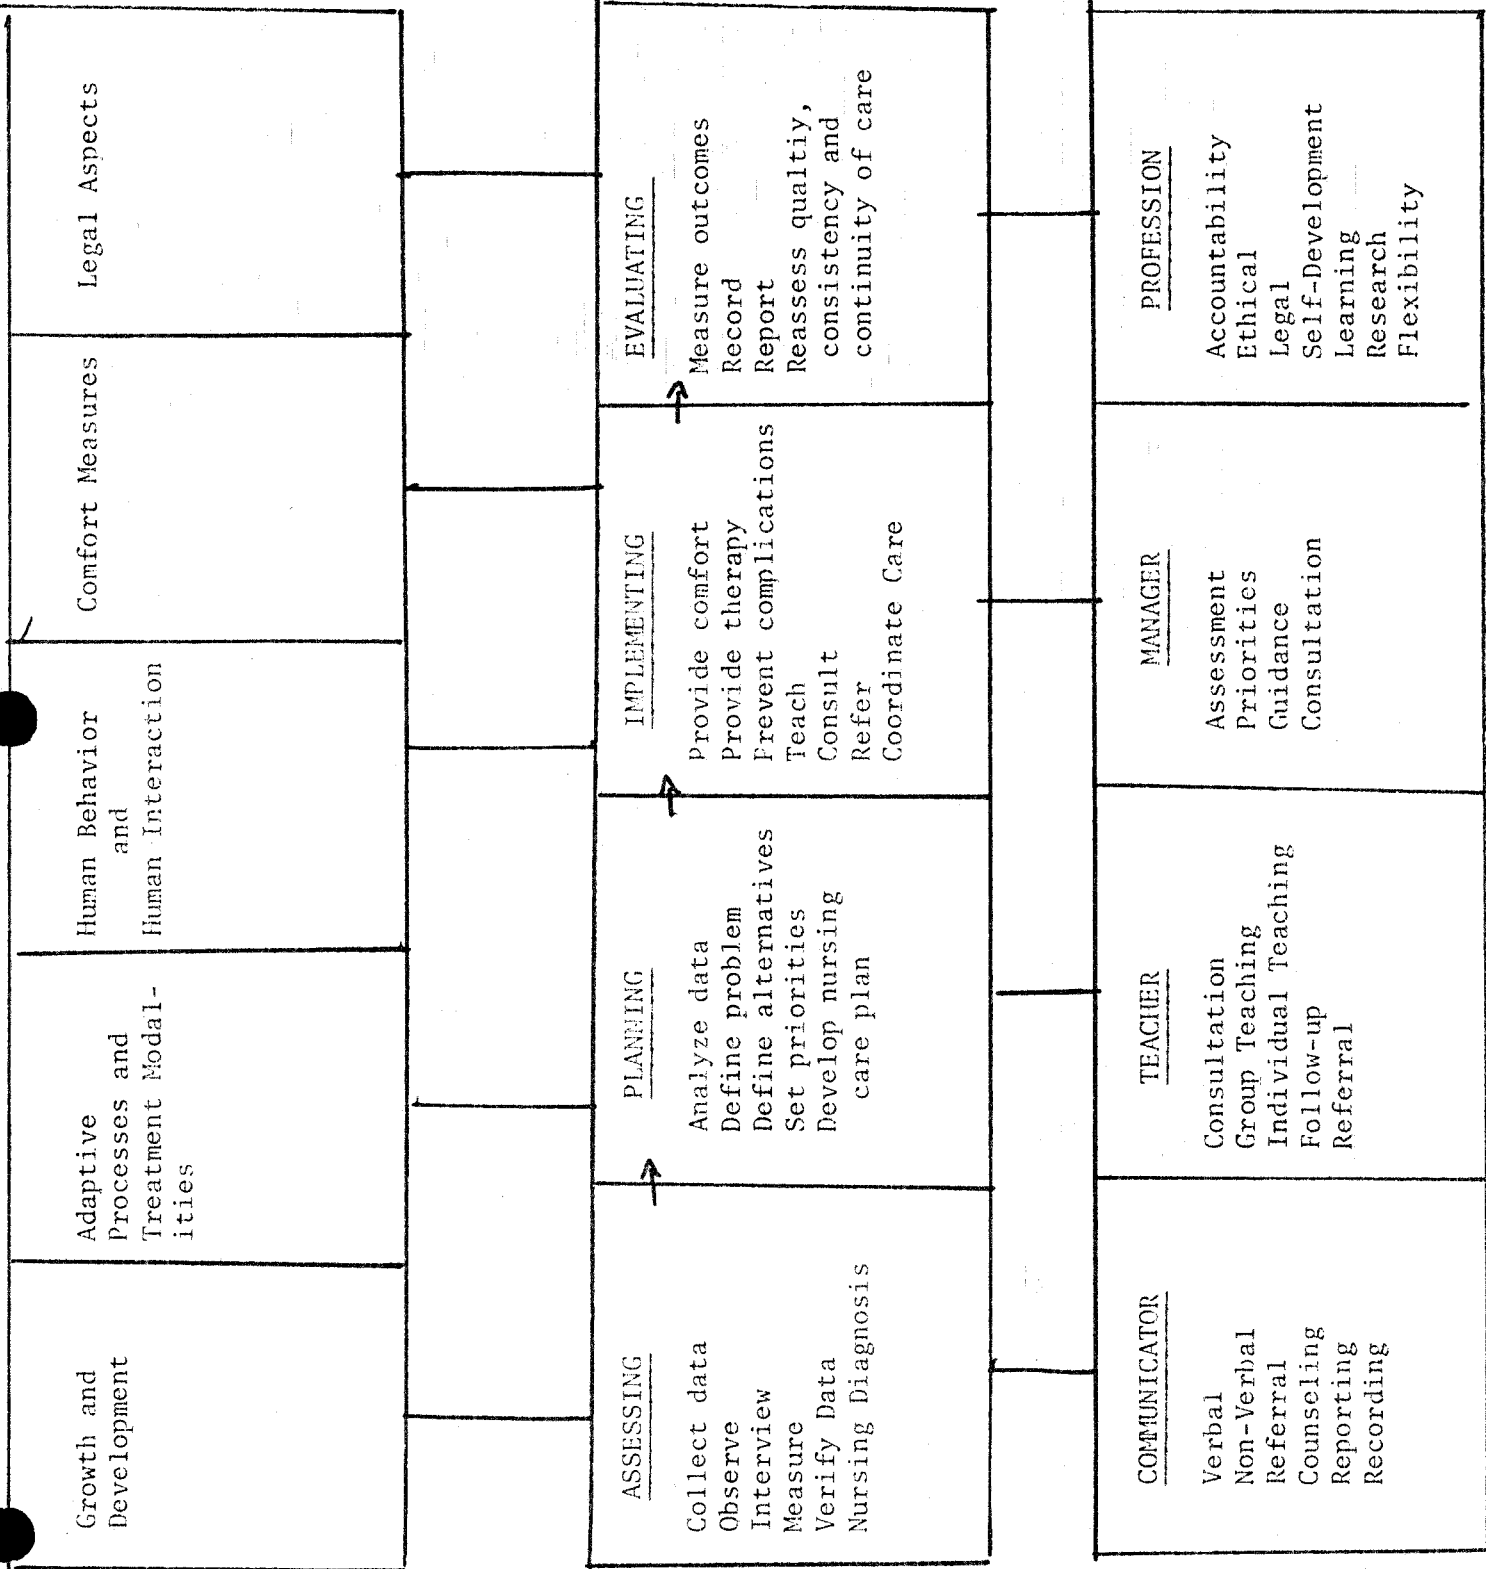 Growth and
Development
Adaptive
Processes and
Treatment Modal-
ities
Human Behavior
and
Human Interaction
Comfort Measures
Legal Aspects
ASSESSING
Collect data
Observe
Interview
Measure
Verify Data
Nursing Diagnosis
PLANNING
Analyze data
Define problem
Define alternatives
Set priorities
Develop nursing
care plan
IMPLEMENTING
Provide comfort
Provide therapy
Frevent complications
Teach
Consult
Refer
Coordinate Care
EVALUATING
Measure outcomes
Record
Report
Reassess qualtiy,
consistency and
continuity of care
COMMUNICATOR
Verbal
Non-Verbal
Referral
Counseling
Reporting
Recording
TEACHER
Consultation
Group Teaching
Individual Teaching
Follow-up
Referral
MANAGER
Assessment
Priorities
Guidance
Consultation
PROFESSION
Accountability
Ethical
Legal
Self-Development
Learning
Research
Flexibility